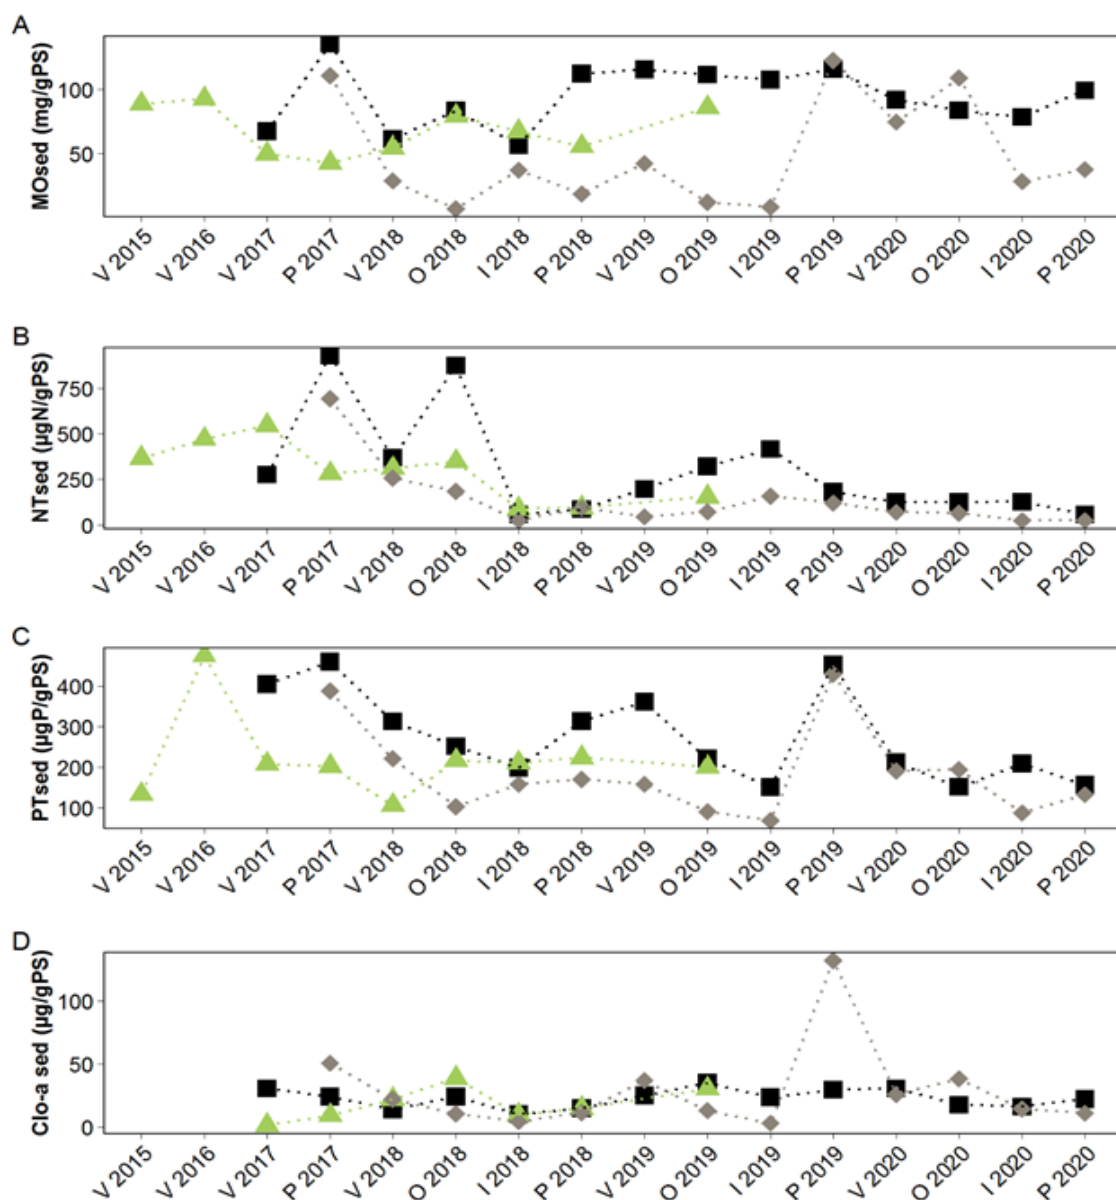 A
MOsed (mg/gPS)
100
50
V 2015 V 2016 V 2017 P 2017 V 2018 O 2018 I 2018 P 2018 V 2019 O 2019 I 2019 P 2019 V 2020 O 2020 I 2020 P 2020
B
NTsed (µgN/gPS)
750
500
250
0
V 2015 V 2016 V 2017 P 2017 V 2018 O 2018 I 2018 P 2018 V 2019 O 2019 I 2019 P 2019 V 2020 O 2020 I 2020 P 2020
C
PTsed (µgP/gPS)
400
300
200
100
V 2015 V 2016 V 2017 P 2017 V 2018 O 2018 I 2018 P 2018 V 2019 O 2019 I 2019 P 2019 V 2020 O 2020 I 2020 P 2020
D
Clo-a sed (µg/gPS)
100
50
0
V 2015 V 2016 V 2017 P 2017 V 2018 O 2018 I 2018 P 2018 V 2019 O 2019 I 2019 P 2019 V 2020 O 2020 I 2020 P 2020